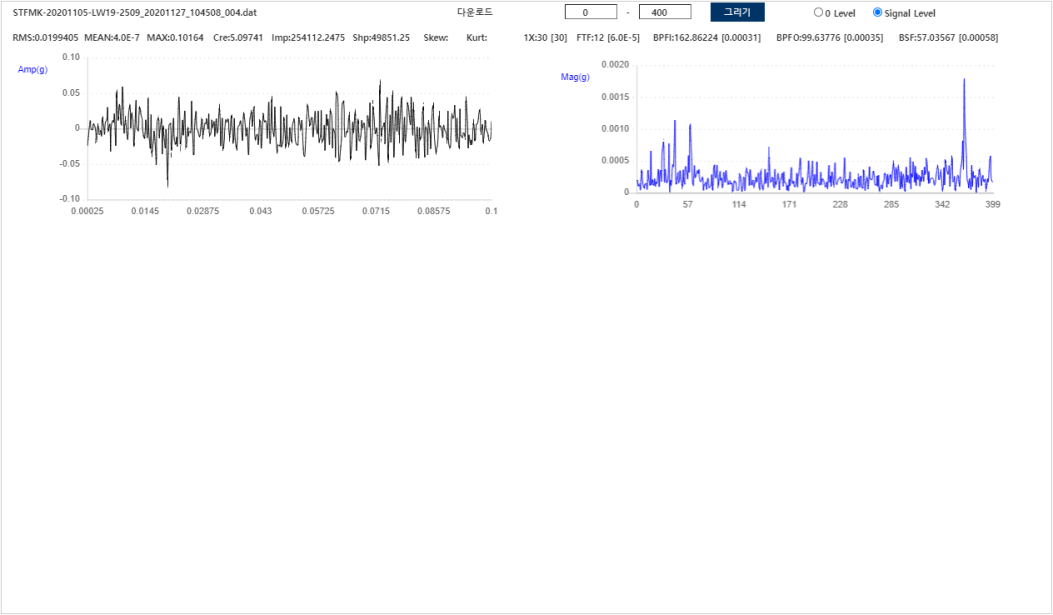 STFMK-20201105-LW19-2509_20201127_104508_004.dat 다운로드 0 - 400 그리기 0 Level Signal Level
RMS:0.0199405 MEAN:4.0E-7 MAX:0.10164 Cre:5.09741 Imp:254112.2475 Shp:49851.25 Skew: Kurt: 1X:30 [30] FTF:12 [6.0E-5] BPFI:162.86224 [0.00031] BPFO:99.63776 [0.00035] BSF:57.03567 [0.00058]
Amp(g)
0.10
0.05
0
-0.05
-0.10
0.00025 0.0145 0.02875 0.043 0.05725 0.0715 0.08575 0.1
Mag(g)
0.0020
0.0015
0.0010
0.0005
0
0 57 114 171 228 285 342 399